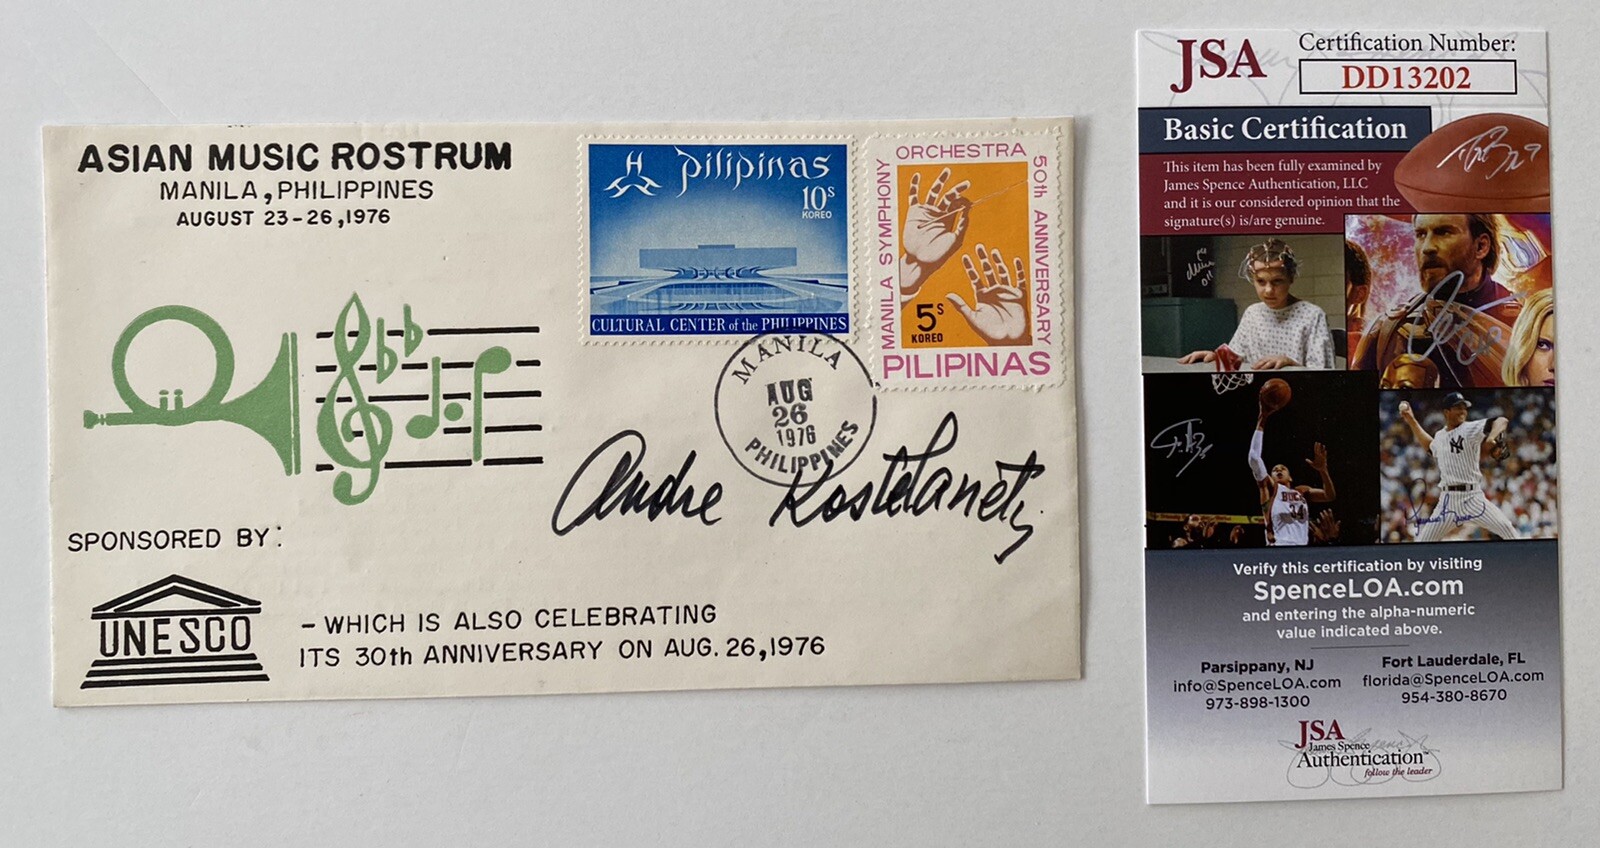 ASIAN MUSIC ROSTRUM
MANILA, PHILIPPINES
AUGUST 23-26, 1976
pilipinas
10s
KOREO
CULTURAL CENTER of the PHILIPPINES
MANILA SYMPHONY
ORCHESTRA
50th ANNIVERSARY
5s
KOREO
PILIPINAS
MANILA
AUG
26
1976
PHILIPPINES
Andre Kostelanetz
SPONSORED BY:
UNESCO
- WHICH IS ALSO CELEBRATING
ITS 30th ANNIVERSARY ON AUG. 26, 1976
JSA
Certification Number:
DD13202
Basic Certification
This item has been fully examined by
James Spence Authentication, LLC
and it is our considered opinion that the
signature(s) is/are genuine.
BUCKS
34
NY
Verify this certification by visiting
SpenceLOA.com
and entering the alpha-numeric
value indicated above.
Parsippany, NJ
info@SpenceLOA.com
973-898-1300
Fort Lauderdale, FL
florida@SpenceLOA.com
954-380-8670
JSA
James Spence
Authentication™
follow the leader